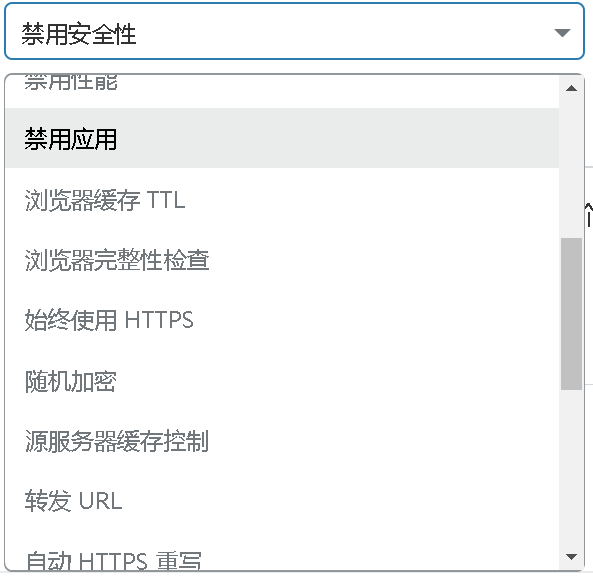 禁用安全性
禁用性能
禁用应用
浏览器缓存 TTL
浏览器完整性检查
始终使用 HTTPS
随机加密
源服务器缓存控制
转发 URL
自动 HTTPS 重写